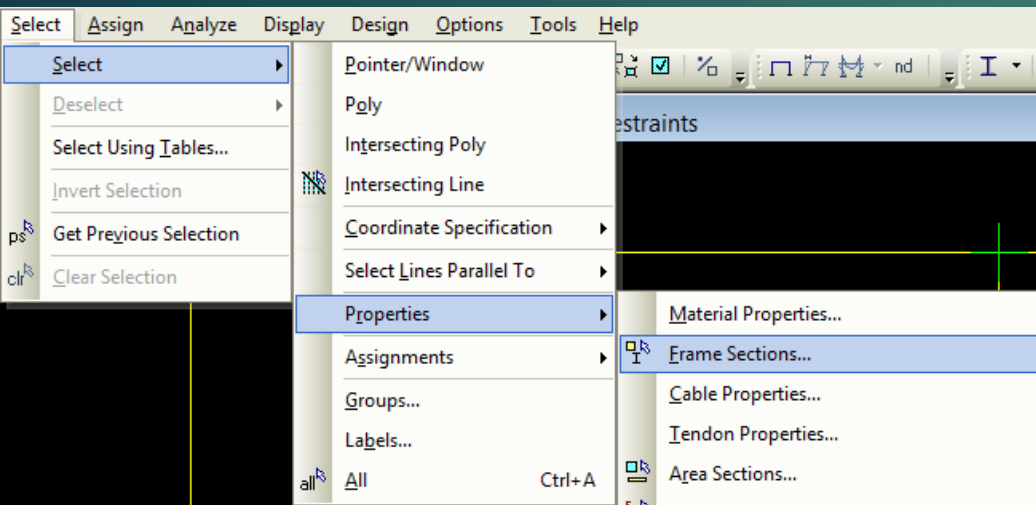 Select Assign Analyze Display Design Options Tools Help
nd
estraints
Select
Deselect
Select Using Tables...
Invert Selection
ps Get Previous Selection
clr Clear Selection
Pointer/Window
Poly
Intersecting Poly
Intersecting Line
Coordinate Specification
Select Lines Parallel To
Properties
Assignments
Groups...
Labels...
all All Ctrl+A
Material Properties...
Frame Sections...
Cable Properties...
Tendon Properties...
Area Sections...